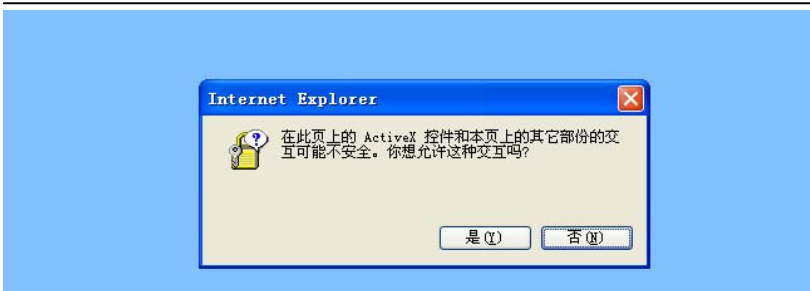 Internet Explorer
在此页上的 ActiveX 控件和本页上的其它部份的交
互可能不安全。你想允许这种交互吗?
是(Y)
否(N)